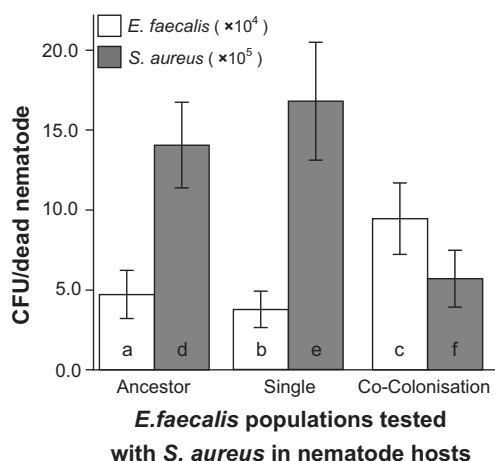 E. faecalis ( ×10⁴)
S. aureus ( ×10⁵)
CFU/dead nematode
20.0
15.0
10.0
5.0
0.0
a d b e c f
Ancestor Single Co-Colonisation
E.faecalis populations tested
with S. aureus in nematode hosts